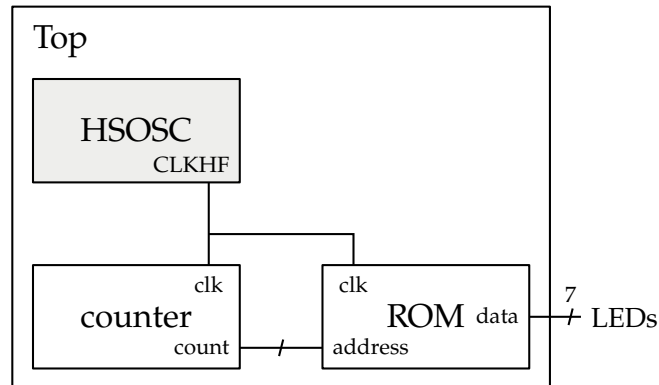 Top
HSOSC
CLKHF
clk
counter
count
clk
ROM
data
address
7
LEDs